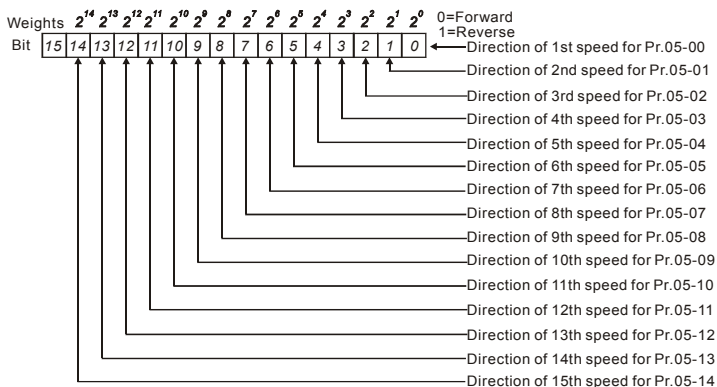 Weights 2^14 2^13 2^12 2^11 2^10 2^9 2^8 2^7 2^6 2^5 2^4 2^3 2^2 2^1 2^0 0=Forward
1=Reverse
Bit 15 14 13 12 11 10 9 8 7 6 5 4 3 2 1 0 Direction of 1st speed for Pr.05-00
Direction of 2nd speed for Pr.05-01
Direction of 3rd speed for Pr.05-02
Direction of 4th speed for Pr.05-03
Direction of 5th speed for Pr.05-04
Direction of 6th speed for Pr.05-05
Direction of 7th speed for Pr.05-06
Direction of 8th speed for Pr.05-07
Direction of 9th speed for Pr.05-08
Direction of 10th speed for Pr.05-09
Direction of 11th speed for Pr.05-10
Direction of 12th speed for Pr.05-11
Direction of 13th speed for Pr.05-12
Direction of 14th speed for Pr.05-13
Direction of 15th speed for Pr.05-14